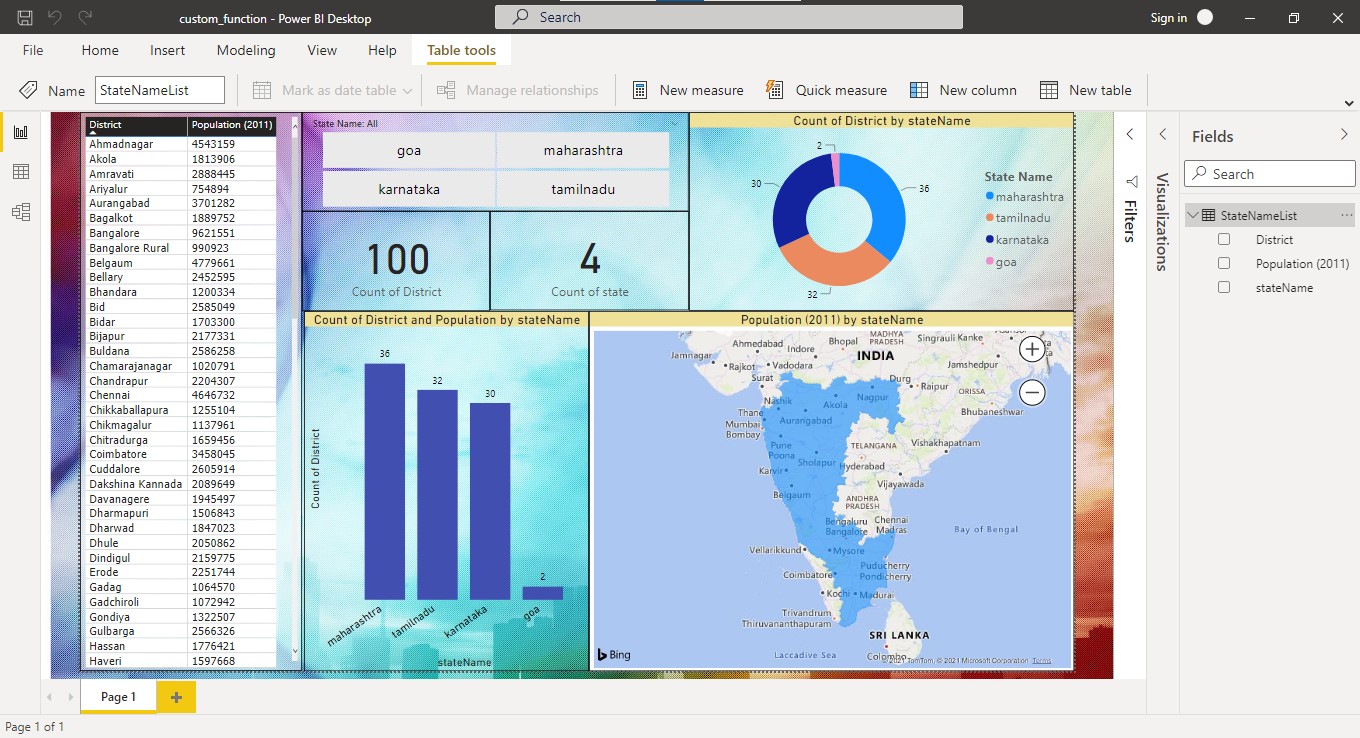 custom_function - Power BI Desktop
Search
Sign in
File Home Insert Modeling View Help Table tools
Name StateNameList Mark as date table Manage relationships New measure Quick measure New column New table
District Population (2011)
Ahmadnagar 4543159
Akola 1813906
Amravati 2888445
Ariyalur 754894
Aurangabad 3701282
Bagalkot 1889752
Bangalore 9621551
Bangalore Rural 990923
Belgaum 4779661
Bellary 2452595
Bhandara 1200334
Bid 2585049
Bidar 1703300
Bijapur 2177331
Buldana 2586258
Chamarajanagar 1020791
Chandrapur 2204307
Chennai 4646732
Chikkaballapura 1255104
Chikmagalur 1137961
Chitradurga 1659456
Coimbatore 3458045
Cuddalore 2605914
Dakshina Kannada 2089649
Davanagere 1945497
Dharmapuri 1506843
Dharwad 1847023
Dhule 2050862
Dindigul 2159775
Erode 2251744
Gadag 1064570
Gadchiroli 1072942
Gondiya 1322507
Gulbarga 2566326
Hassan 1776421
Haveri 1597668
State Name: All
goa maharashtra
karnataka tamilnadu
100
Count of District
4
Count of state
Count of District by stateName
2
30
36
32
State Name
maharashtra
tamilnadu
karnataka
goa
Count of District and Population by stateName
Count of District
36
32
30
2
maharashtra
tamilnadu
karnataka
goa
stateName
Population (2011) by stateName
Ahmedabad
Indore
Bhopal
MADHYA
PRADESH
Singrauli Kanke
Jamnagar
Rajkot
Vadodara
INDIA
Jamshedpur
Surat
Durg
Raipur
ORISSA
Nashik
Akola
Nagpur
Bhubaneshwar
Thane
Mumbai
Bombay
Aurangabad
Pune
Poona
TELANGANA
Vishakhapatnam
Sholapur
Hyderabad
Karvir
Vijayawada
Belgaum
ANDHRA
PRADESH
Bengaluru
Bangalore
Chennai
Madras
Bay of Bengal
Vellarikkund
Mysore
Coimbatore
Puducherry
Pondicherry
Kochi
Madurai
Trivandrum
Thiruvananthapuram
SRI LANKA
Laccadive Sea
Colombo
Bing
© 2021 TomTom, © 2021 Microsoft Corporation Terms
Filters
Visualizations
Fields
Search
StateNameList
District
Population (2011)
stateName
Page 1
Page 1 of 1